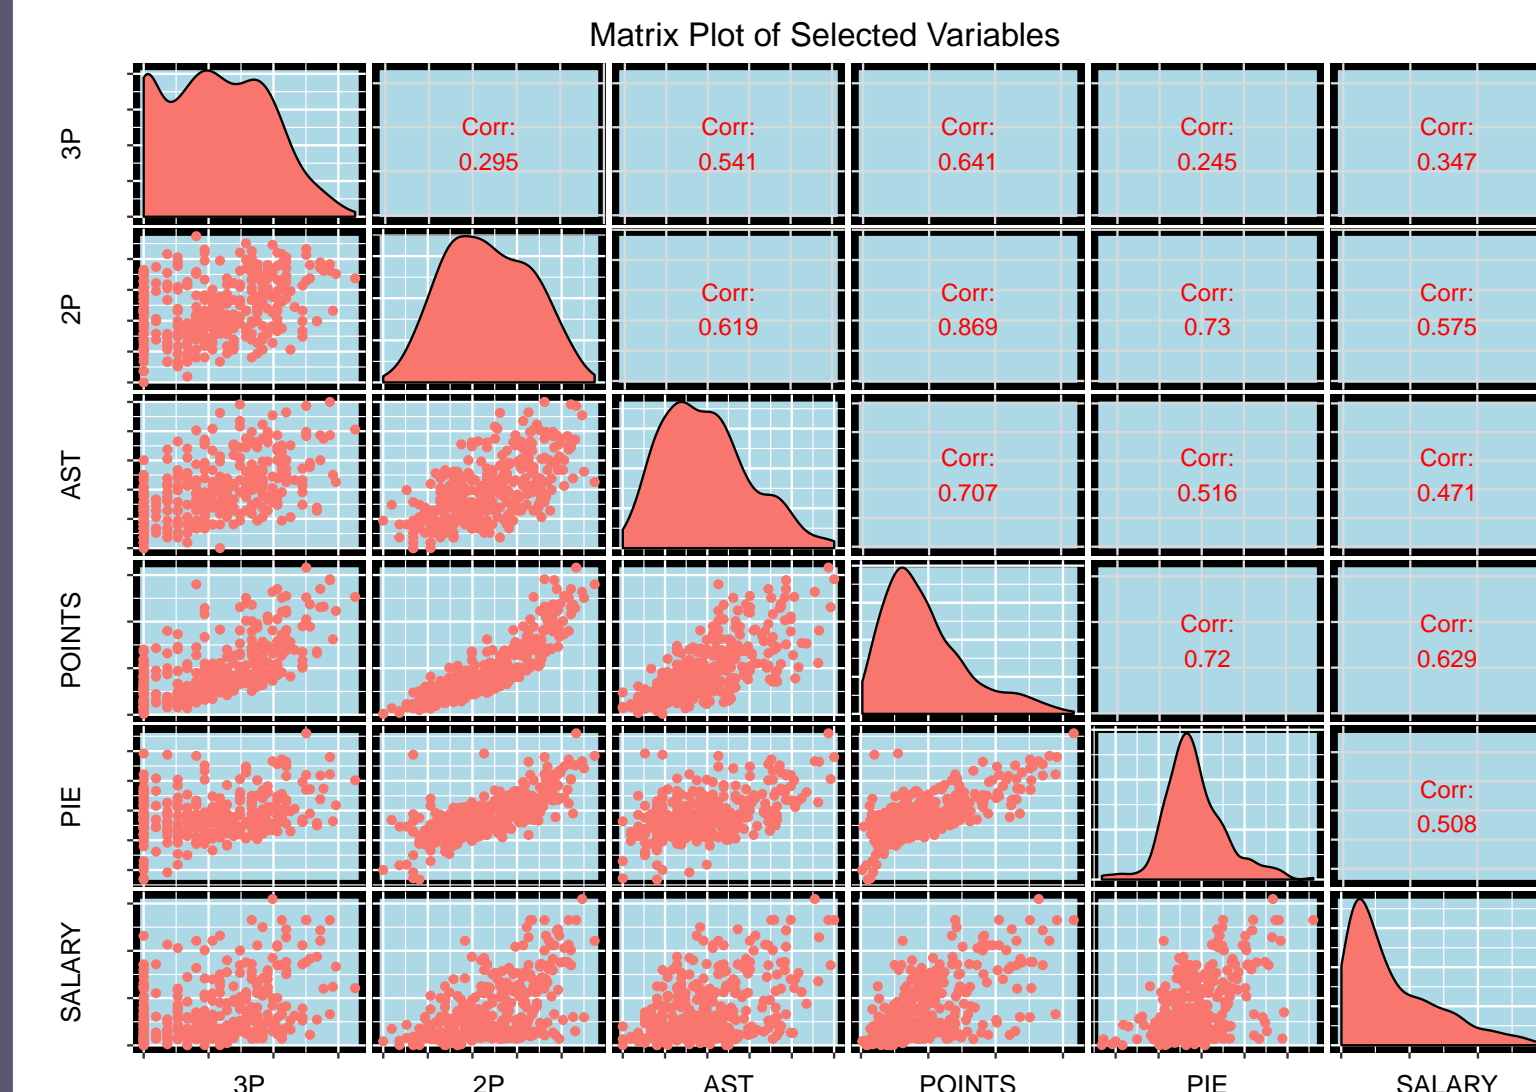 Matrix Plot of Selected Variables
3P
Corr:
0.295
Corr:
0.541
Corr:
0.641
Corr:
0.245
Corr:
0.347
2P
Corr:
0.619
Corr:
0.869
Corr:
0.73
Corr:
0.575
AST
Corr:
0.707
Corr:
0.516
Corr:
0.471
POINTS
Corr:
0.72
Corr:
0.629
PIE
Corr:
0.508
SALARY
3P
2P
AST
POINTS
PIE
SALARY